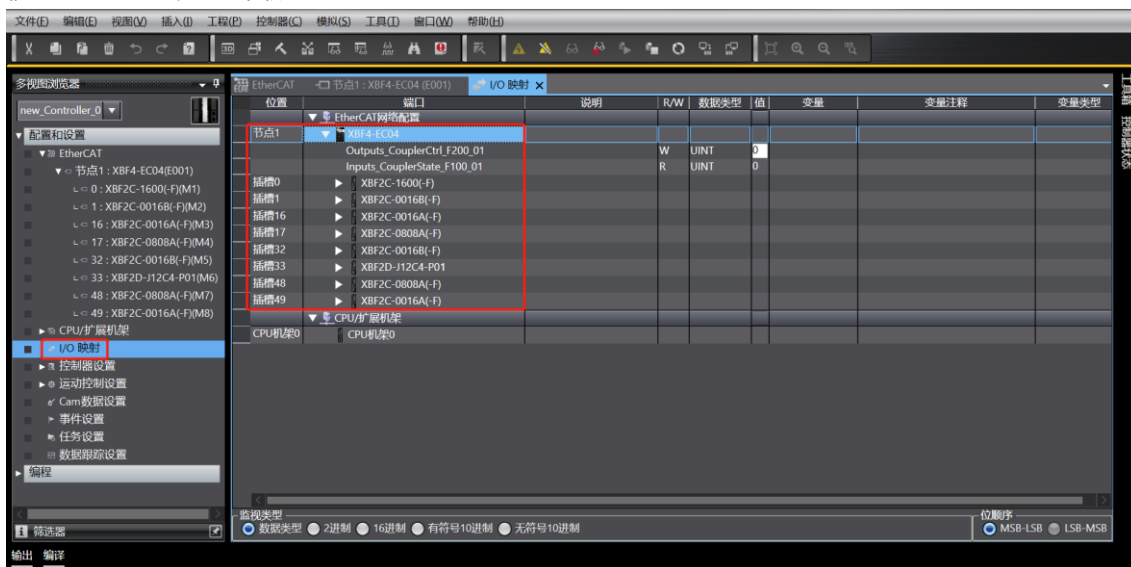 文件(F) 编辑(E) 视图(V) 插入(I) 工程(P) 控制器(C) 模拟(S) 工具(T) 窗口(W) 帮助(H)
多视图浏览器
new_Controller_0
配置和设置
EtherCAT
节点1 : XBF4-EC04(E001)
0 : XBF2C-1600(-F)(M1)
1 : XBF2C-0016B(-F)(M2)
16 : XBF2C-0016A(-F)(M3)
17 : XBF2C-0808A(-F)(M4)
32 : XBF2C-0016B(-F)(M5)
33 : XBF2D-J12C4-P01(M6)
48 : XBF2C-0808A(-F)(M7)
49 : XBF2C-0016A(-F)(M8)
CPU/扩展机架
I/O 映射
控制器设置
运动控制设置
Cam数据设置
事件设置
任务设置
数据跟踪设置
编程
筛选器
EtherCAT 节点1 : XBF4-EC04 (E001) I/O 映射
位置 端口 说明 R/W 数据类型 值 变量 变量注释 变量类型
EtherCAT网络配置
节点1 XBF4-EC04
Outputs_CouplerCtrl_F200_01 W UINT 0
Inputs_CouplerState_F100_01 R UINT 0
插槽0 XBF2C-1600(-F)
插槽1 XBF2C-0016B(-F)
插槽16 XBF2C-0016A(-F)
插槽17 XBF2C-0808A(-F)
插槽32 XBF2C-0016B(-F)
插槽33 XBF2D-J12C4-P01
插槽48 XBF2C-0808A(-F)
插槽49 XBF2C-0016A(-F)
CPU/扩展机架
CPU机架0 CPU机架0
监视类型
数据类型 2进制 16进制 有符号10进制 无符号10进制
位顺序
MSB-LSB LSB-MSB
工具箱
控制器状态
输出 编译